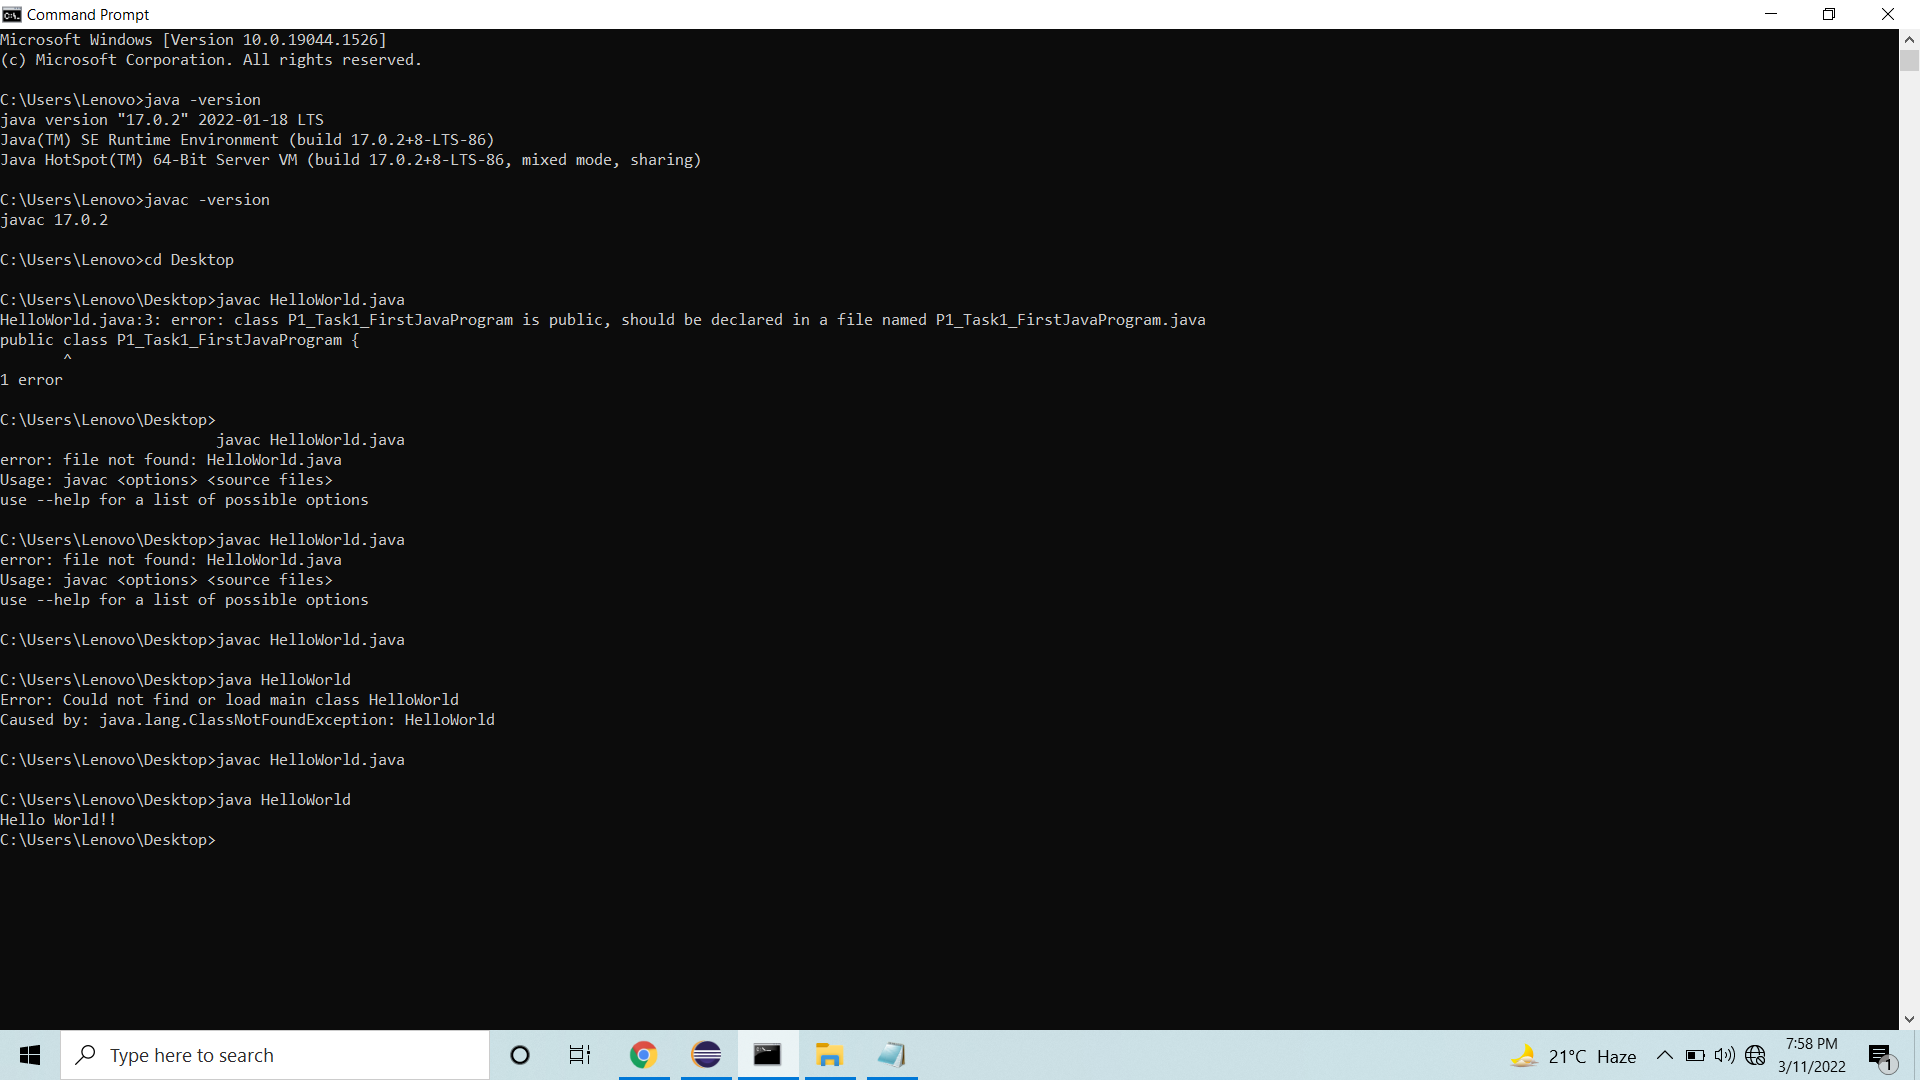 Command Prompt
Microsoft Windows [Version 10.0.19044.1526]
(c) Microsoft Corporation. All rights reserved.
C:\Users\Lenovo>java -version
java version "17.0.2" 2022-01-18 LTS
Java(TM) SE Runtime Environment (build 17.0.2+8-LTS-86)
Java HotSpot(TM) 64-Bit Server VM (build 17.0.2+8-LTS-86, mixed mode, sharing)
C:\Users\Lenovo>javac -version
javac 17.0.2
C:\Users\Lenovo>cd Desktop
C:\Users\Lenovo\Desktop>javac HelloWorld.java
HelloWorld.java:3: error: class P1_Task1_FirstJavaProgram is public, should be declared in a file named P1_Task1_FirstJavaProgram.java
public class P1_Task1_FirstJavaProgram {
       ^
1 error
C:\Users\Lenovo\Desktop>
                        javac HelloWorld.java
error: file not found: HelloWorld.java
Usage: javac <options> <source files>
use --help for a list of possible options
C:\Users\Lenovo\Desktop>javac HelloWorld.java
error: file not found: HelloWorld.java
Usage: javac <options> <source files>
use --help for a list of possible options
C:\Users\Lenovo\Desktop>javac HelloWorld.java
C:\Users\Lenovo\Desktop>java HelloWorld
Error: Could not find or load main class HelloWorld
Caused by: java.lang.ClassNotFoundException: HelloWorld
C:\Users\Lenovo\Desktop>javac HelloWorld.java
C:\Users\Lenovo\Desktop>java HelloWorld
Hello World!!
C:\Users\Lenovo\Desktop>
Type here to search
21°C Haze
7:58 PM
3/11/2022
1